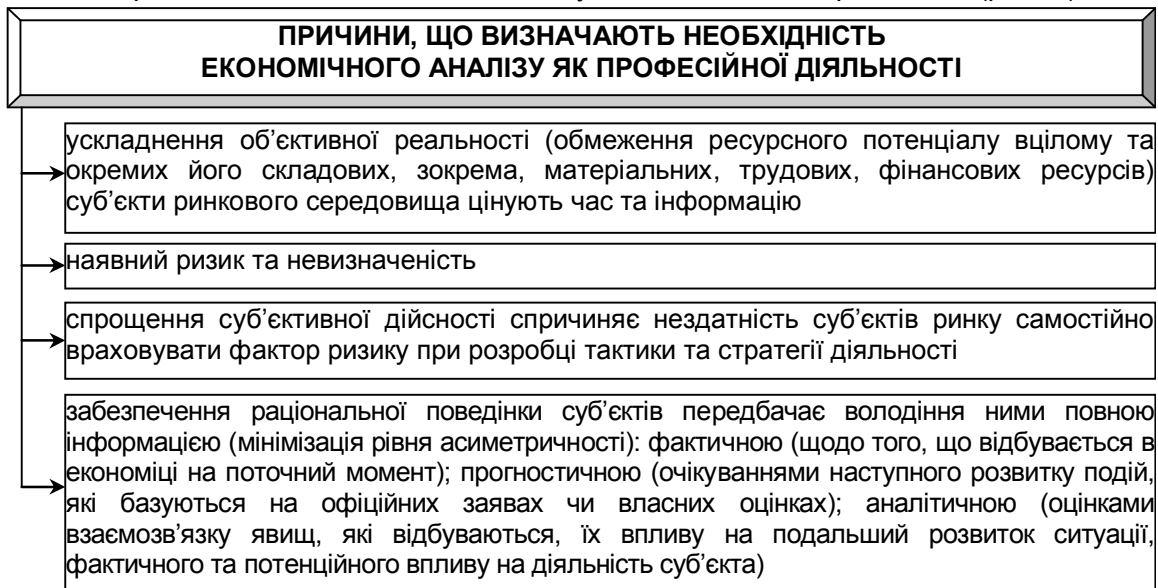 ПРИЧИНИ, ЩО ВИЗНАЧАЮТЬ НЕОБХІДНІСТЬ
ЕКОНОМІЧНОГО АНАЛІЗУ ЯК ПРОФЕСІЙНОЇ ДІЯЛЬНОСТІ
ускладнення об’єктивної реальності (обмеження ресурсного потенціалу вцілому та
окремих його складових, зокрема, матеріальних, трудових, фінансових ресурсів)
суб’єкти ринкового середовища цінують час та інформацію
наявний ризик та невизначеність
спрощення суб’єктивної дійсності спричиняє нездатність суб’єктів ринку самостійно
враховувати фактор ризику при розробці тактики та стратегії діяльності
забезпечення раціональної поведінки суб’єктів передбачає володіння ними повною
інформацією (мінімізація рівня асиметричності): фактичною (щодо того, що відбувається в
економіці на поточний момент); прогностичною (очікуваннями наступного розвитку подій,
які базуються на офіційних заявах чи власних оцінках); аналітичною (оцінками
взаємозв’язку явищ, які відбуваються, їх впливу на подальший розвиток ситуації,
фактичного та потенційного впливу на діяльність суб’єкта)